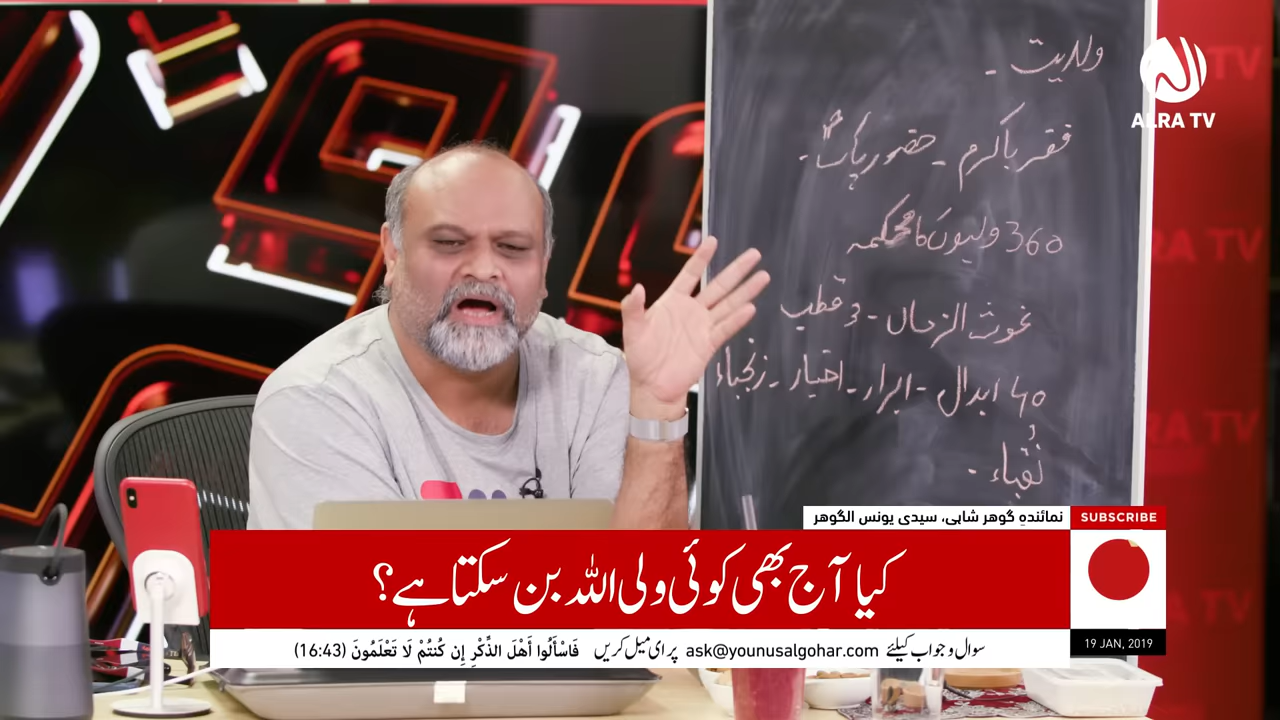 ولایت -
ALRA TV
فقر باکرم - حضور پاکؐ -
360 ولیوں کا محکمہ
غوث الزماں - 3 قطب
40 ابدال - ابرار - اخیار - نجباء
نُقباء -
نمائندہِ گوھر شاہی، سیدی یونس الگوھر
SUBSCRIBE
کیا آج بھی کوئی ولی اللہ بن سکتا ہے؟
19 JAN, 2019
سوال و جواب کیلئے ask@younusalgohar.com پر ای میل کریں فَاسْأَلُوا أَهْلَ الذِّكْرِ إِن كُنتُمْ لَا تَعْلَمُونَ (16:43)